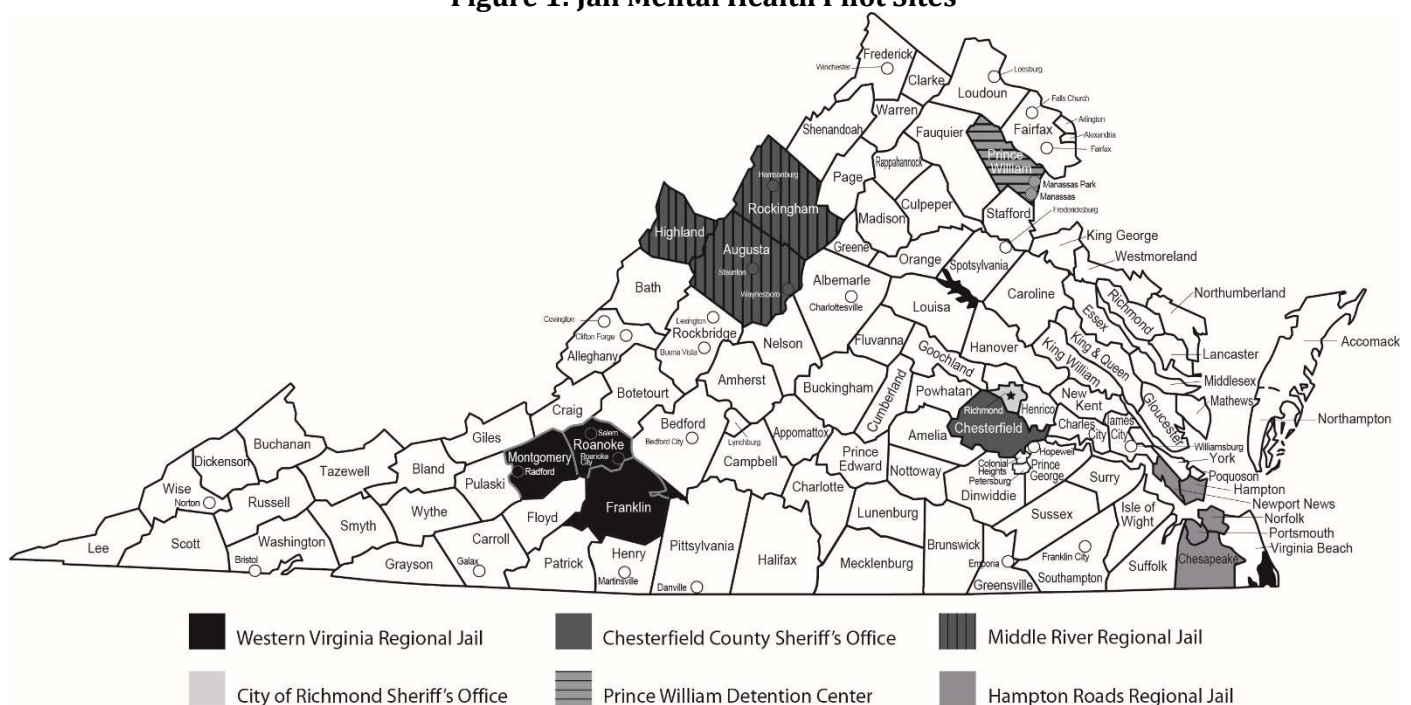 Figure 1. Jail Mental Health Pilot Sites
Frederick
Winchester
Clarke
Leesburg
Loudoun
Falls Church
Warren
Arlington
Shenandoah
Fauquier
Fairfax
Alexandria
Fairfax
Prince
William
Rappahannock
Page
Harrisonburg
Manassas Park
Manassas
Rockingham
Culpeper
Stafford
Fredericksburg
Madison
Highland
King George
Augusta
Greene
Orange
Spotsylvania
Westmoreland
Staunton
Albemarle
Bath
Waynesboro
Caroline
Northumberland
Charlottesville
Louisa
Richmond
Essex
Covington
Lexington
Rockbridge
Clifton Forge
Nelson
Fluvanna
Hanover
King & Queen
Accomack
Buena Vista
Goochland
King William
Lancaster
Alleghany
Amherst
Buckingham
Cumberland
Powhatan
Middlesex
Botetourt
New
Kent
Gloucester
Mathews
Craig
Richmond
Henrico
Bedford
Appomattox
Chesterfield
Charles
City
James
City
Northampton
Giles
Salem
Roanoke
Roanoke
City
Bedford City
Lynchburg
Amelia
Williamsburg
Buchanan
Montgomery
Campbell
Prince
Edward
Hopewell
York
Dickenson
Radford
Colonial
Heights
Prince
George
Tazewell
Bland
Nottoway
Petersburg
Surry
Poquoson
Wise
Pulaski
Charlotte
Dinwiddie
Hampton
Norton
Russell
Wythe
Franklin
Newport News
Lunenburg
Sussex
Isle of
Wight
Norfolk
Smyth
Floyd
Portsmouth
Lee
Scott
Washington
Carroll
Henry
Pittsylvania
Halifax
Mecklenburg
Brunswick
Franklin City
Virginia Beach
Bristol
Grayson
Galax
Patrick
Martinsville
Emporia
Suffolk
Chesapeake
Danville
Greensville
Southampton
Western Virginia Regional Jail
Chesterfield County Sheriff's Office
Middle River Regional Jail
City of Richmond Sheriff's Office
Prince William Detention Center
Hampton Roads Regional Jail